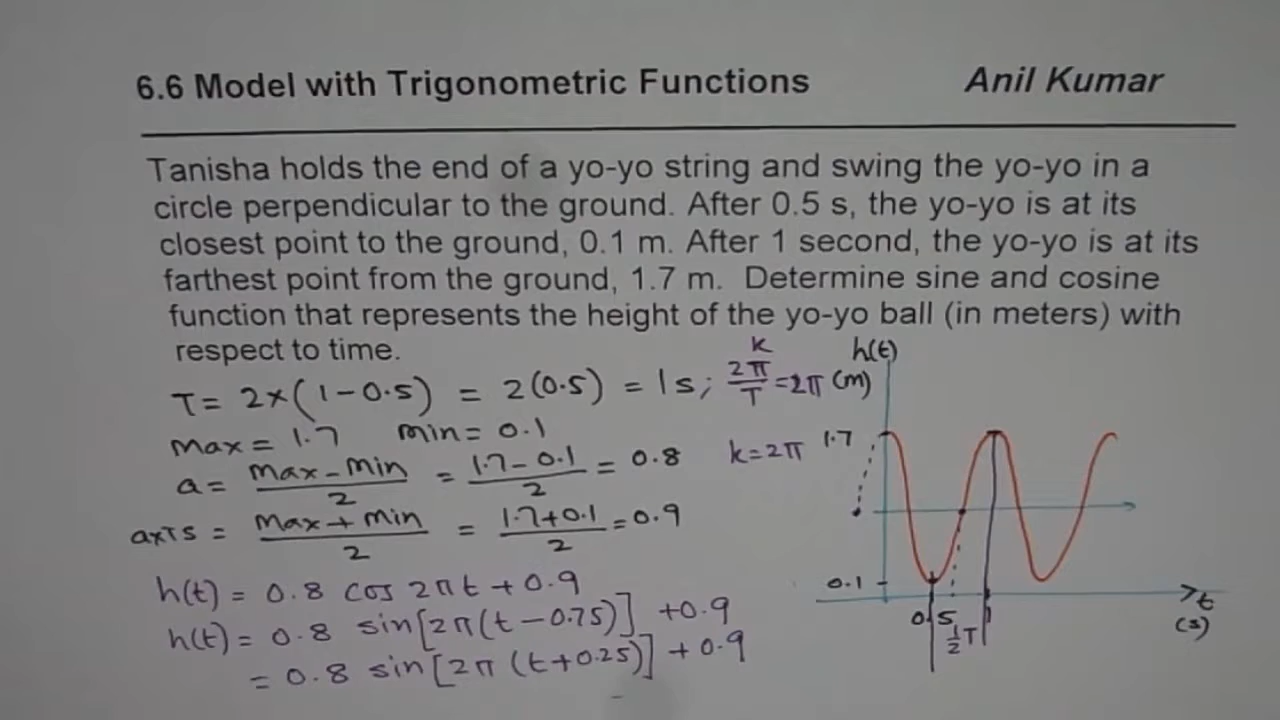 6.6 Model with Trigonometric Functions Anil Kumar
Tanisha holds the end of a yo-yo string and swing the yo-yo in a
circle perpendicular to the ground. After 0.5 s, the yo-yo is at its
closest point to the ground, 0.1 m. After 1 second, the yo-yo is at its
farthest point from the ground, 1.7 m. Determine sine and cosine
function that represents the height of the yo-yo ball (in meters) with
respect to time.
T = 2×(1-0.5) = 2(0.5) = 1s; k 2π/T = 2π
max = 1.7 min = 0.1
a = max-min/2 = 1.7-0.1/2 = 0.8 k=2π
axis = max+min/2 = 1.7+0.1/2 = 0.9
h(t) = 0.8 cos 2πt + 0.9
h(t) = 0.8 sin[2π(t-0.75)] +0.9
= 0.8 sin[2π(t+0.25)] +0.9
h(t)
(m)
1.7
0.1
0.5 1
1/2 T
t
(s)